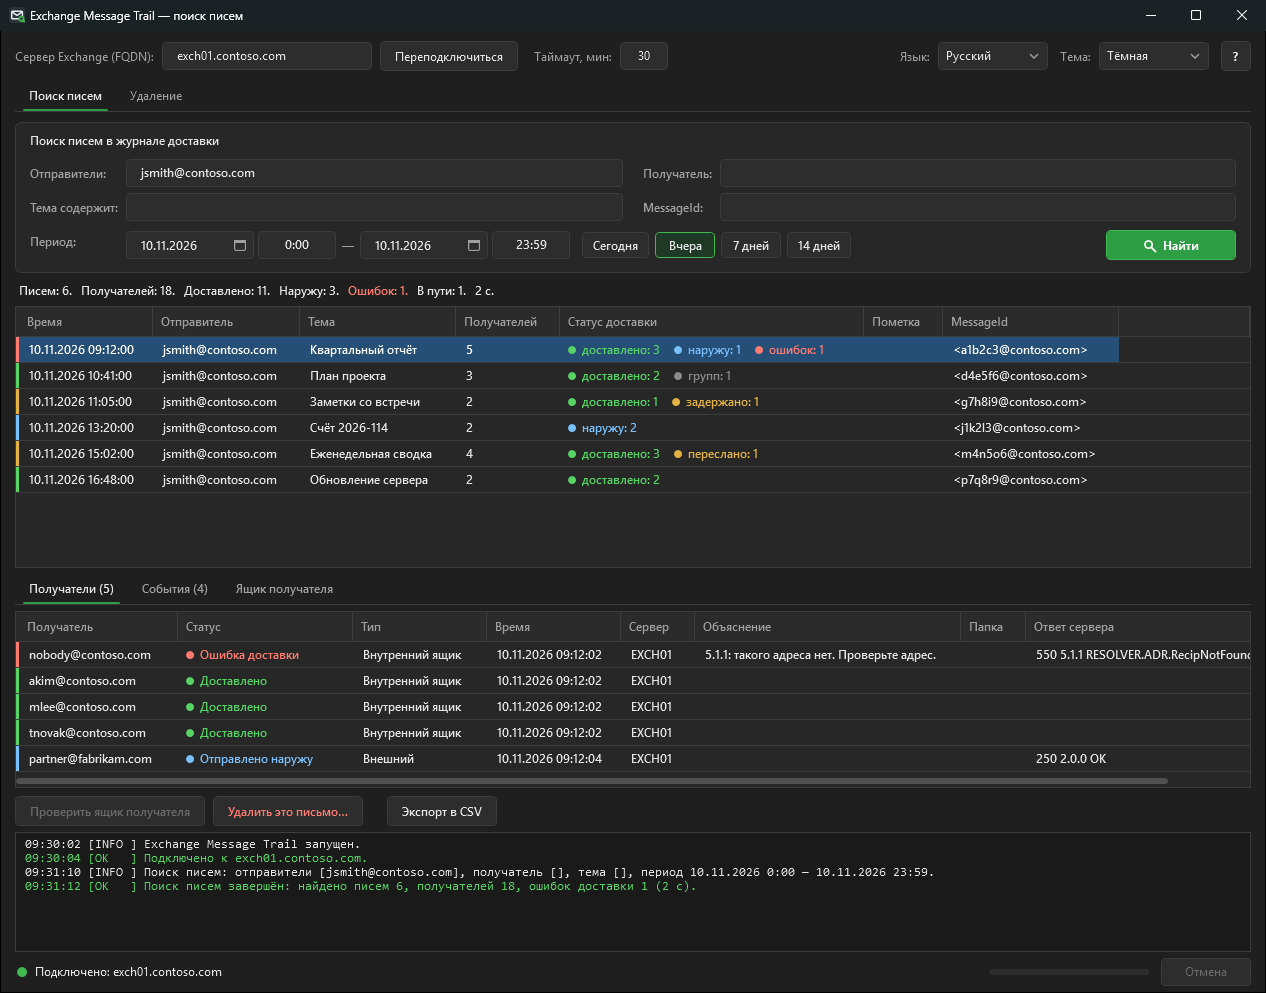 Exchange Message Trail — поиск писем
Сервер Exchange (FQDN): exch01.contoso.com Переподключиться Таймаут, мин: 30 Язык: Русский Тема: Тёмная ?
Поиск писем Удаление
Поиск писем в журнале доставки
Отправители: jsmith@contoso.com Получатель:
Тема содержит: MessageId:
Период: 10.11.2026 0:00 — 10.11.2026 23:59 Сегодня Вчера 7 дней 14 дней Найти
Писем: 6. Получателей: 18. Доставлено: 11. Наружу: 3. Ошибок: 1. В пути: 1. 2 с.
Время Отправитель Тема Получателей Статус доставки Пометка MessageId
10.11.2026 09:12:00 jsmith@contoso.com Квартальный отчёт 5 доставлено: 3 наружу: 1 ошибок: 1 <a1b2c3@contoso.com>
10.11.2026 10:41:00 jsmith@contoso.com План проекта 3 доставлено: 2 групп: 1 <d4e5f6@contoso.com>
10.11.2026 11:05:00 jsmith@contoso.com Заметки со встречи 2 доставлено: 1 задержано: 1 <g7h8i9@contoso.com>
10.11.2026 13:20:00 jsmith@contoso.com Счёт 2026-114 2 наружу: 2 <j1k2l3@contoso.com>
10.11.2026 15:02:00 jsmith@contoso.com Еженедельная сводка 4 доставлено: 3 переслано: 1 <m4n5o6@contoso.com>
10.11.2026 16:48:00 jsmith@contoso.com Обновление сервера 2 доставлено: 2 <p7q8r9@contoso.com>
Получатели (5) События (4) Ящик получателя
Получатель Статус Тип Время Сервер Объяснение Папка Ответ сервера
nobody@contoso.com Ошибка доставки Внутренний ящик 10.11.2026 09:12:02 EXCH01 5.1.1: такого адреса нет. Проверьте адрес. 550 5.1.1 RESOLVER.ADR.RecipNotFound
akim@contoso.com Доставлено Внутренний ящик 10.11.2026 09:12:02 EXCH01
mlee@contoso.com Доставлено Внутренний ящик 10.11.2026 09:12:02 EXCH01
tnovak@contoso.com Доставлено Внутренний ящик 10.11.2026 09:12:02 EXCH01
partner@fabrikam.com Отправлено наружу Внешний 10.11.2026 09:12:04 EXCH01 250 2.0.0 OK
Проверить ящик получателя Удалить это письмо... Экспорт в CSV
09:30:02 [INFO ] Exchange Message Trail запущен.
09:30:04 [OK ] Подключено к exch01.contoso.com.
09:31:10 [INFO ] Поиск писем: отправители [jsmith@contoso.com], получатель [], тема [], период 10.11.2026 0:00 — 10.11.2026 23:59.
09:31:12 [OK ] Поиск писем завершён: найдено писем 6, получателей 18, ошибок доставки 1 (2 с).
Подключено: exch01.contoso.com Отмена